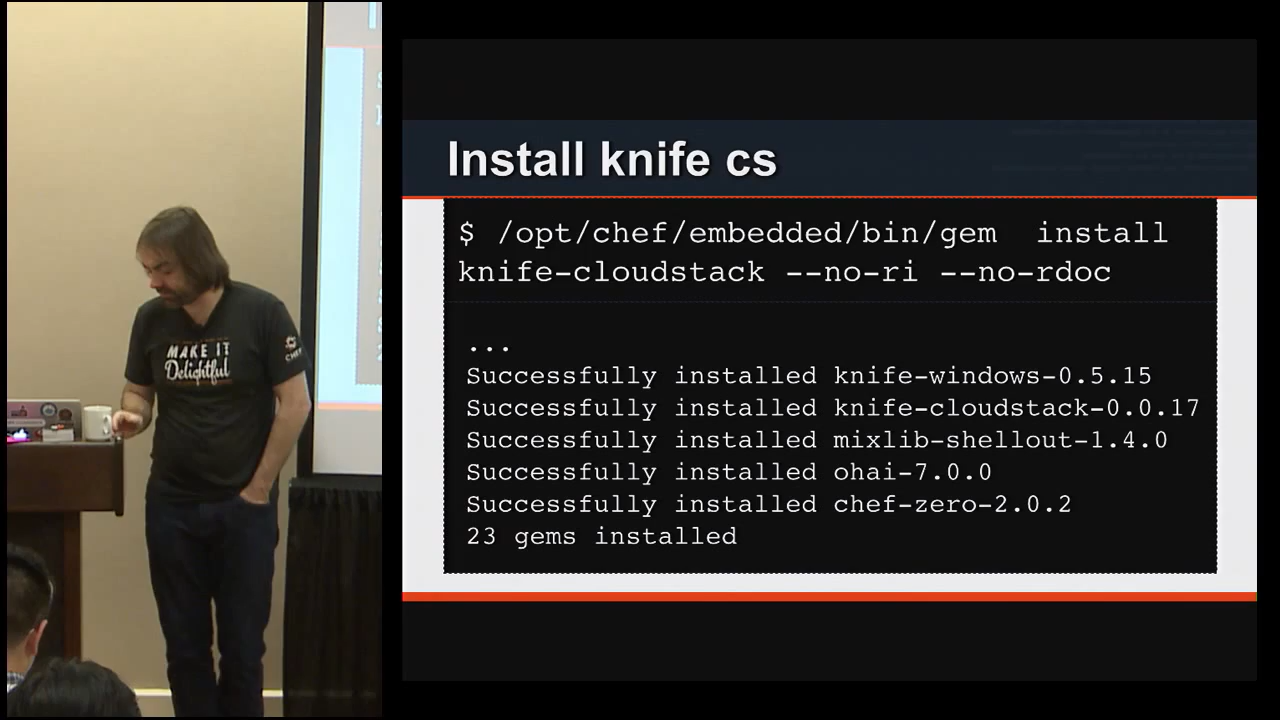 MAKE IT
Delightful
CHEF
Install knife cs
$ /opt/chef/embedded/bin/gem  install
knife-cloudstack --no-ri --no-rdoc
...
Successfully installed knife-windows-0.5.15
Successfully installed knife-cloudstack-0.0.17
Successfully installed mixlib-shellout-1.4.0
Successfully installed ohai-7.0.0
Successfully installed chef-zero-2.0.2
23 gems installed